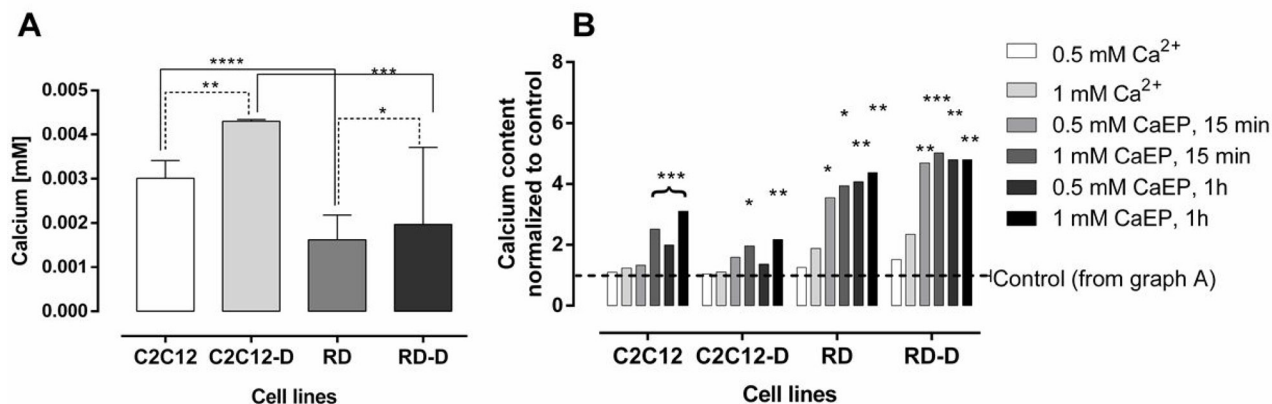 A
Calcium [mM]
0.005
0.004
0.003
0.002
0.001
0.000
****
**
***
*
C2C12 C2C12-D RD RD-D
Cell lines
B
Calcium content
normalized to control
8
6
4
2
0
***
*
**
*
*
**
**
**
***
**
**
Control (from graph A)
C2C12 C2C12-D RD RD-D
Cell lines
0.5 mM Ca²⁺
1 mM Ca²⁺
0.5 mM CaEP, 15 min
1 mM CaEP, 15 min
0.5 mM CaEP, 1h
1 mM CaEP, 1h